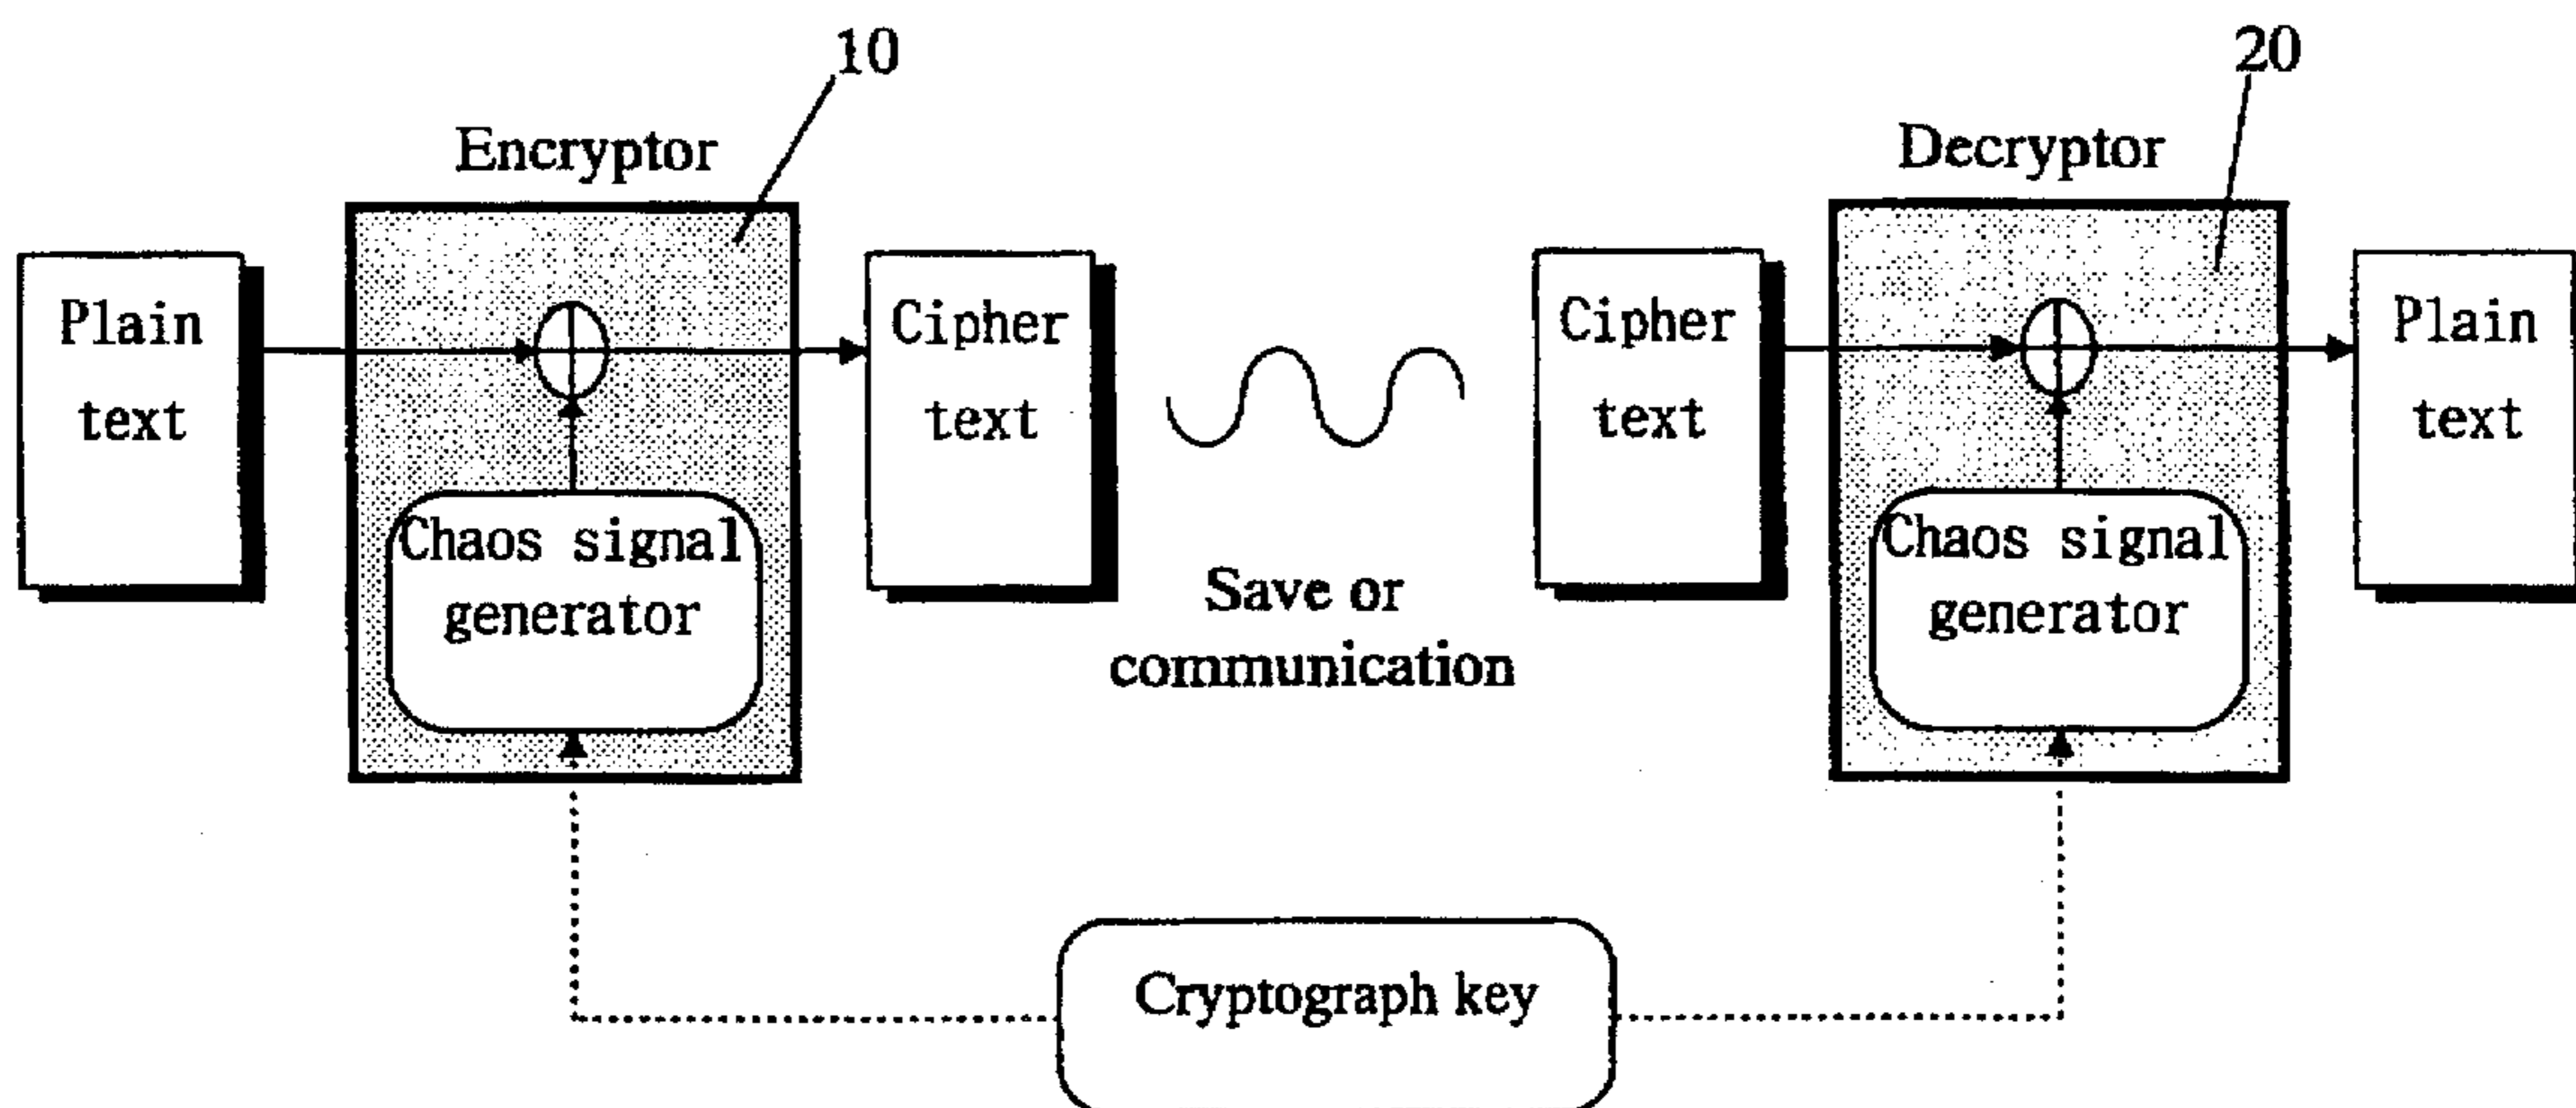 10
20
Encryptor
Decryptor
Plain
text
Cipher
text
Cipher
text
Plain
text
Chaos signal
generator
Save or
communication
Chaos signal
generator
Cryptograph key